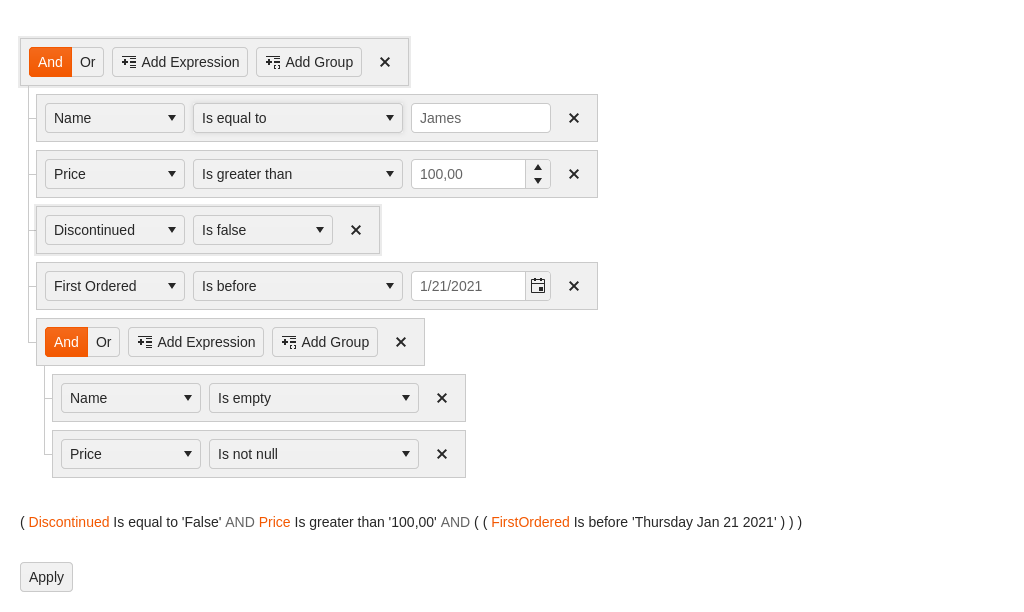 And Or Add Expression Add Group
Name Is equal to James
Price Is greater than 100,00
Discontinued Is false
First Ordered Is before 1/21/2021
And Or Add Expression Add Group
Name Is empty
Price Is not null
( Discontinued Is equal to 'False' AND Price Is greater than '100,00' AND ( ( FirstOrdered Is before 'Thursday Jan 21 2021' ) ) )
Apply